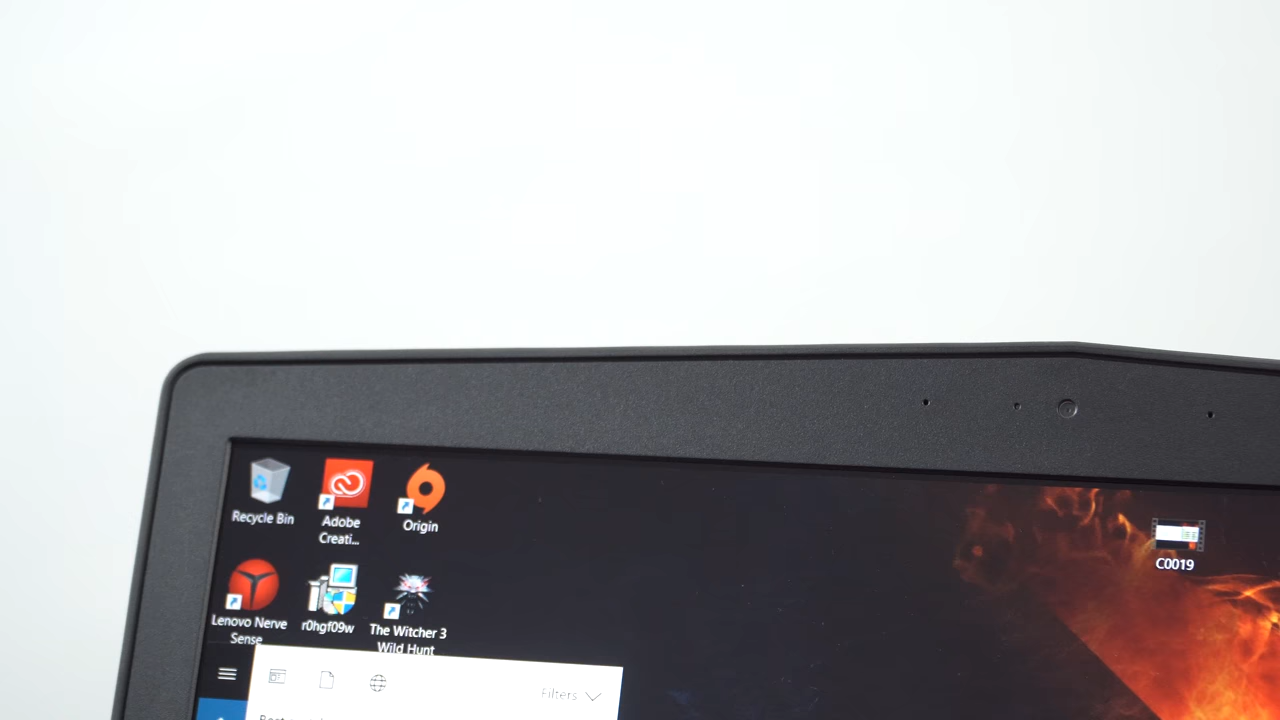 Recycle Bin
Adobe
Creati...
Origin
Lenovo Nerve
Sense
r0hgf09w
The Witcher 3
Wild Hunt
C0019
Filters